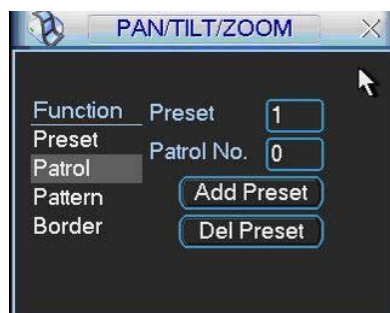 PAN/TILT/ZOOM
Function
Preset
Patrol
Pattern
Border
Preset 1
Patrol No. 0
Add Preset
Del Preset